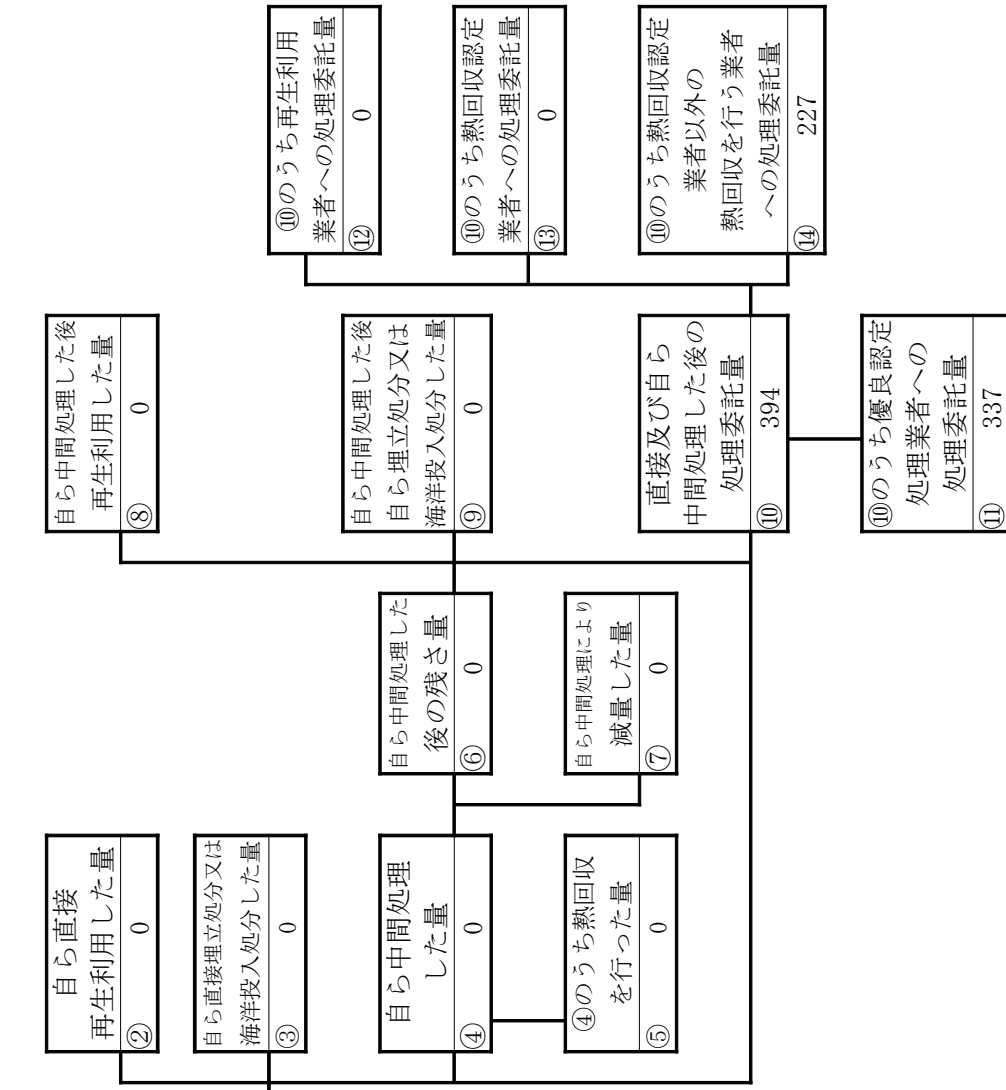 自ら直接
再生利用した量
②
0
自ら直接埋立処分又は
海洋投入処分した量
③
0
自ら中間処理
した量
④
0
④のうち熱回収
を行った量
⑤
0
自ら中間処理した
後の残さ量
⑥
0
自ら中間処理により
減量した量
⑦
0
自ら中間処理した後
再生利用した量
⑧
0
自ら中間処理した後
自ら埋立処分又は
海洋投入処分した量
⑨
0
直接及び自ら
中間処理した後の
処理委託量
⑩
394
⑩のうち優良認定
処理業者への
処理委託量
⑪
337
⑩のうち再生利用
業者への処理委託量
⑫
0
⑩のうち熱回収認定
業者への処理委託量
⑬
0
⑩のうち熱回収認定
業者以外の
熱回収を行う業者
への処理委託量
⑭
227